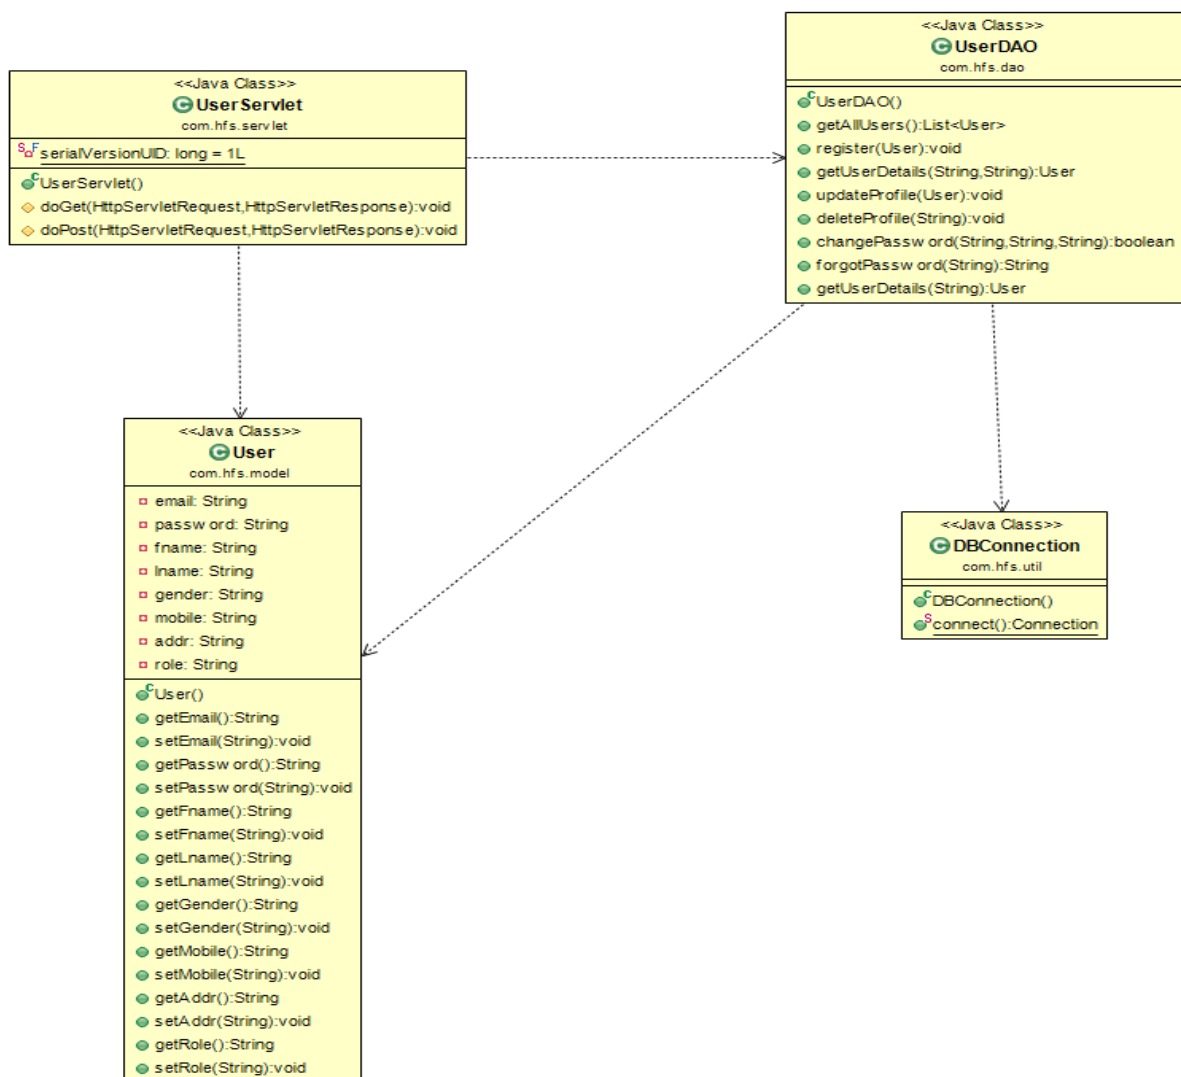 <<Java Class>>
UserServlet
com.hfs.servlet
serialVersionUID: long = 1L
UserServlet()
doGet(HttpServletRequest,HttpServletResponse):void
doPost(HttpServletRequest,HttpServletResponse):void
<<Java Class>>
UserDAO
com.hfs.dao
UserDAO()
getAllUsers():List<User>
register(User):void
getUserDetails(String,String):User
updateProfile(User):void
deleteProfile(String):void
changePassword(String,String,String):boolean
forgotPassword(String):String
getUserDetails(String):User
<<Java Class>>
User
com.hfs.model
email: String
password: String
fname: String
lname: String
gender: String
mobile: String
addr: String
role: String
User()
getEmail():String
setEmail(String):void
getPassword():String
setPassword(String):void
getFname():String
setFname(String):void
getLname():String
setLname(String):void
getGender():String
setGender(String):void
getMobile():String
setMobile(String):void
getAddr():String
setAddr(String):void
getRole():String
setRole(String):void
<<Java Class>>
DBConnection
com.hfs.util
DBConnection()
connect():Connection